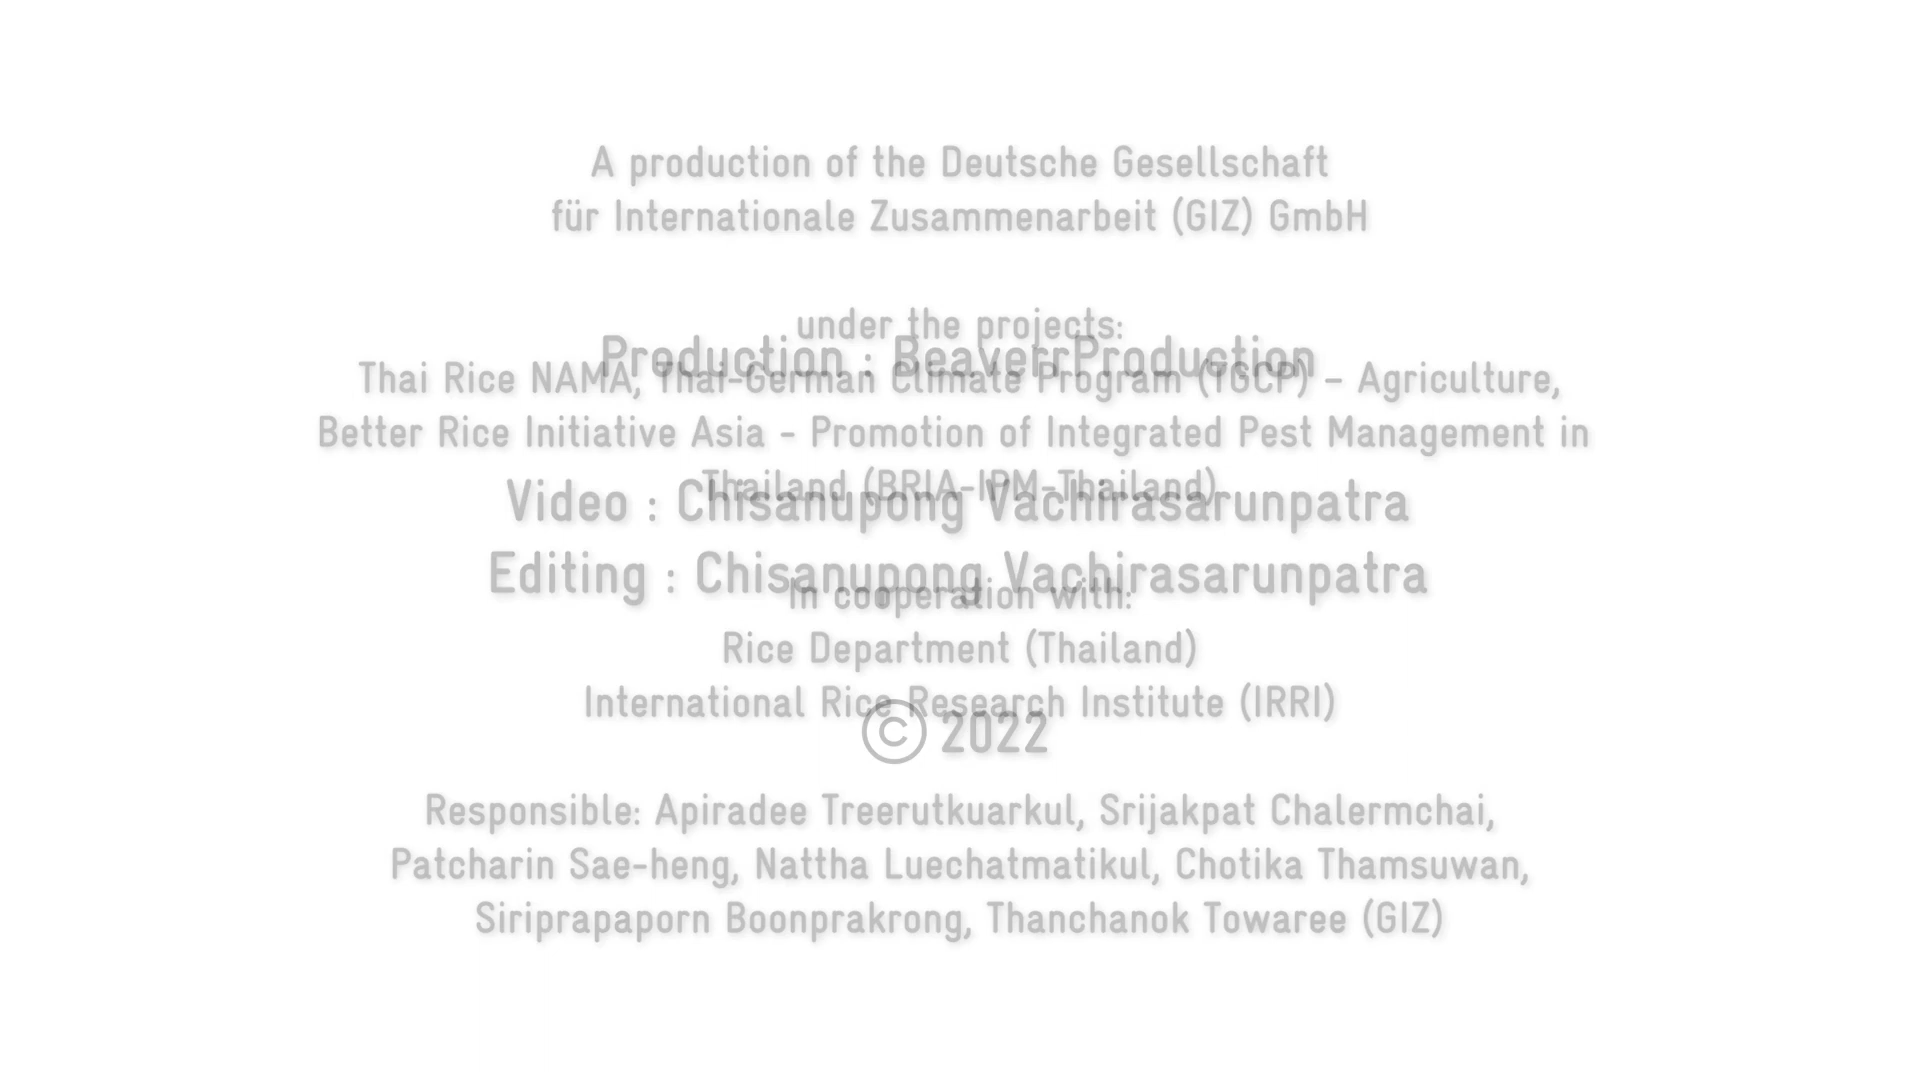 A production of the Deutsche Gesellschaft
für Internationale Zusammenarbeit (GIZ) GmbH
under the projects:
Production : BeaverrProduction
Thai Rice NAMA, Thai-German Climate Program (TGCP) – Agriculture,
Better Rice Initiative Asia - Promotion of Integrated Pest Management in
Thailand (BRIA-IPM-Thailand)
Video : Chisanupong Vachirasarunpatra
Editing : Chisanupong Vachirasarunpatra
In cooperation with:
Rice Department (Thailand)
International Rice Research Institute (IRRI)
© 2022
Responsible: Apiradee Treerutkuarkul, Srijakpat Chalermchai,
Patcharin Sae-heng, Nattha Luechatmatikul, Chotika Thamsuwan,
Siriprapaporn Boonprakrong, Thanchanok Towaree (GIZ)